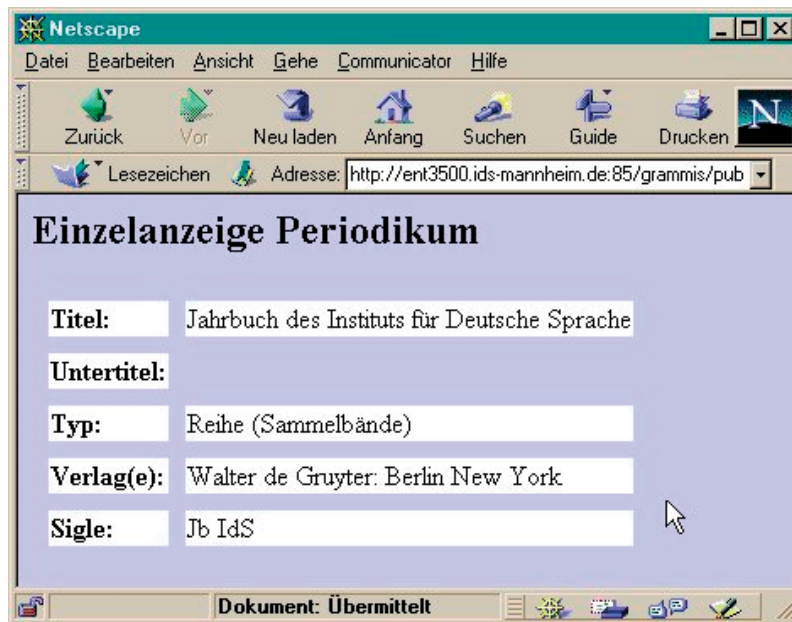 Netscape
Datei Bearbeiten Ansicht Gehe Communicator Hilfe
Zurück Vor Neu laden Anfang Suchen Guide Drucken N
Lesezeichen Adresse: http://ent3500.ids-mannheim.de:85/grammis/pub
Einzelanzeige Periodikum
Titel: Jahrbuch des Instituts für Deutsche Sprache
Untertitel:
Typ: Reihe (Sammelbände)
Verlag(e): Walter de Gruyter: Berlin New York
Sigle: Jb IdS
Dokument: Übermittelt